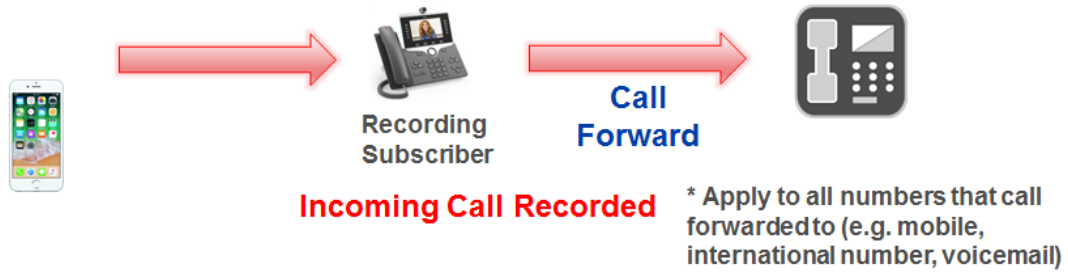 Recording
Subscriber
Call
Forward
Incoming Call Recorded
* Apply to all numbers that call
forwarded to (e.g. mobile,
international number, voicemail)